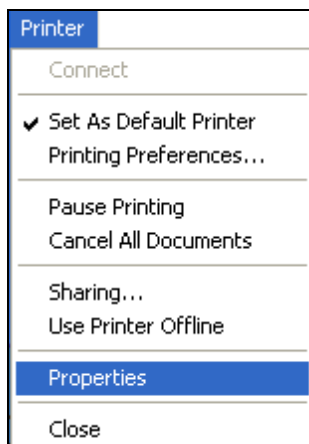 Printer
Connect
Set As Default Printer
Printing Preferences...
Pause Printing
Cancel All Documents
Sharing...
Use Printer Offline
Properties
Close